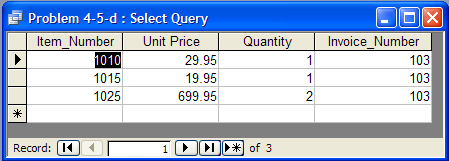 Problem 4-5-d : Select Query
Item_Number Unit Price Quantity Invoice_Number
1010 29.95 1 103
1015 19.95 1 103
1025 699.95 2 103
Record: 1 of 3